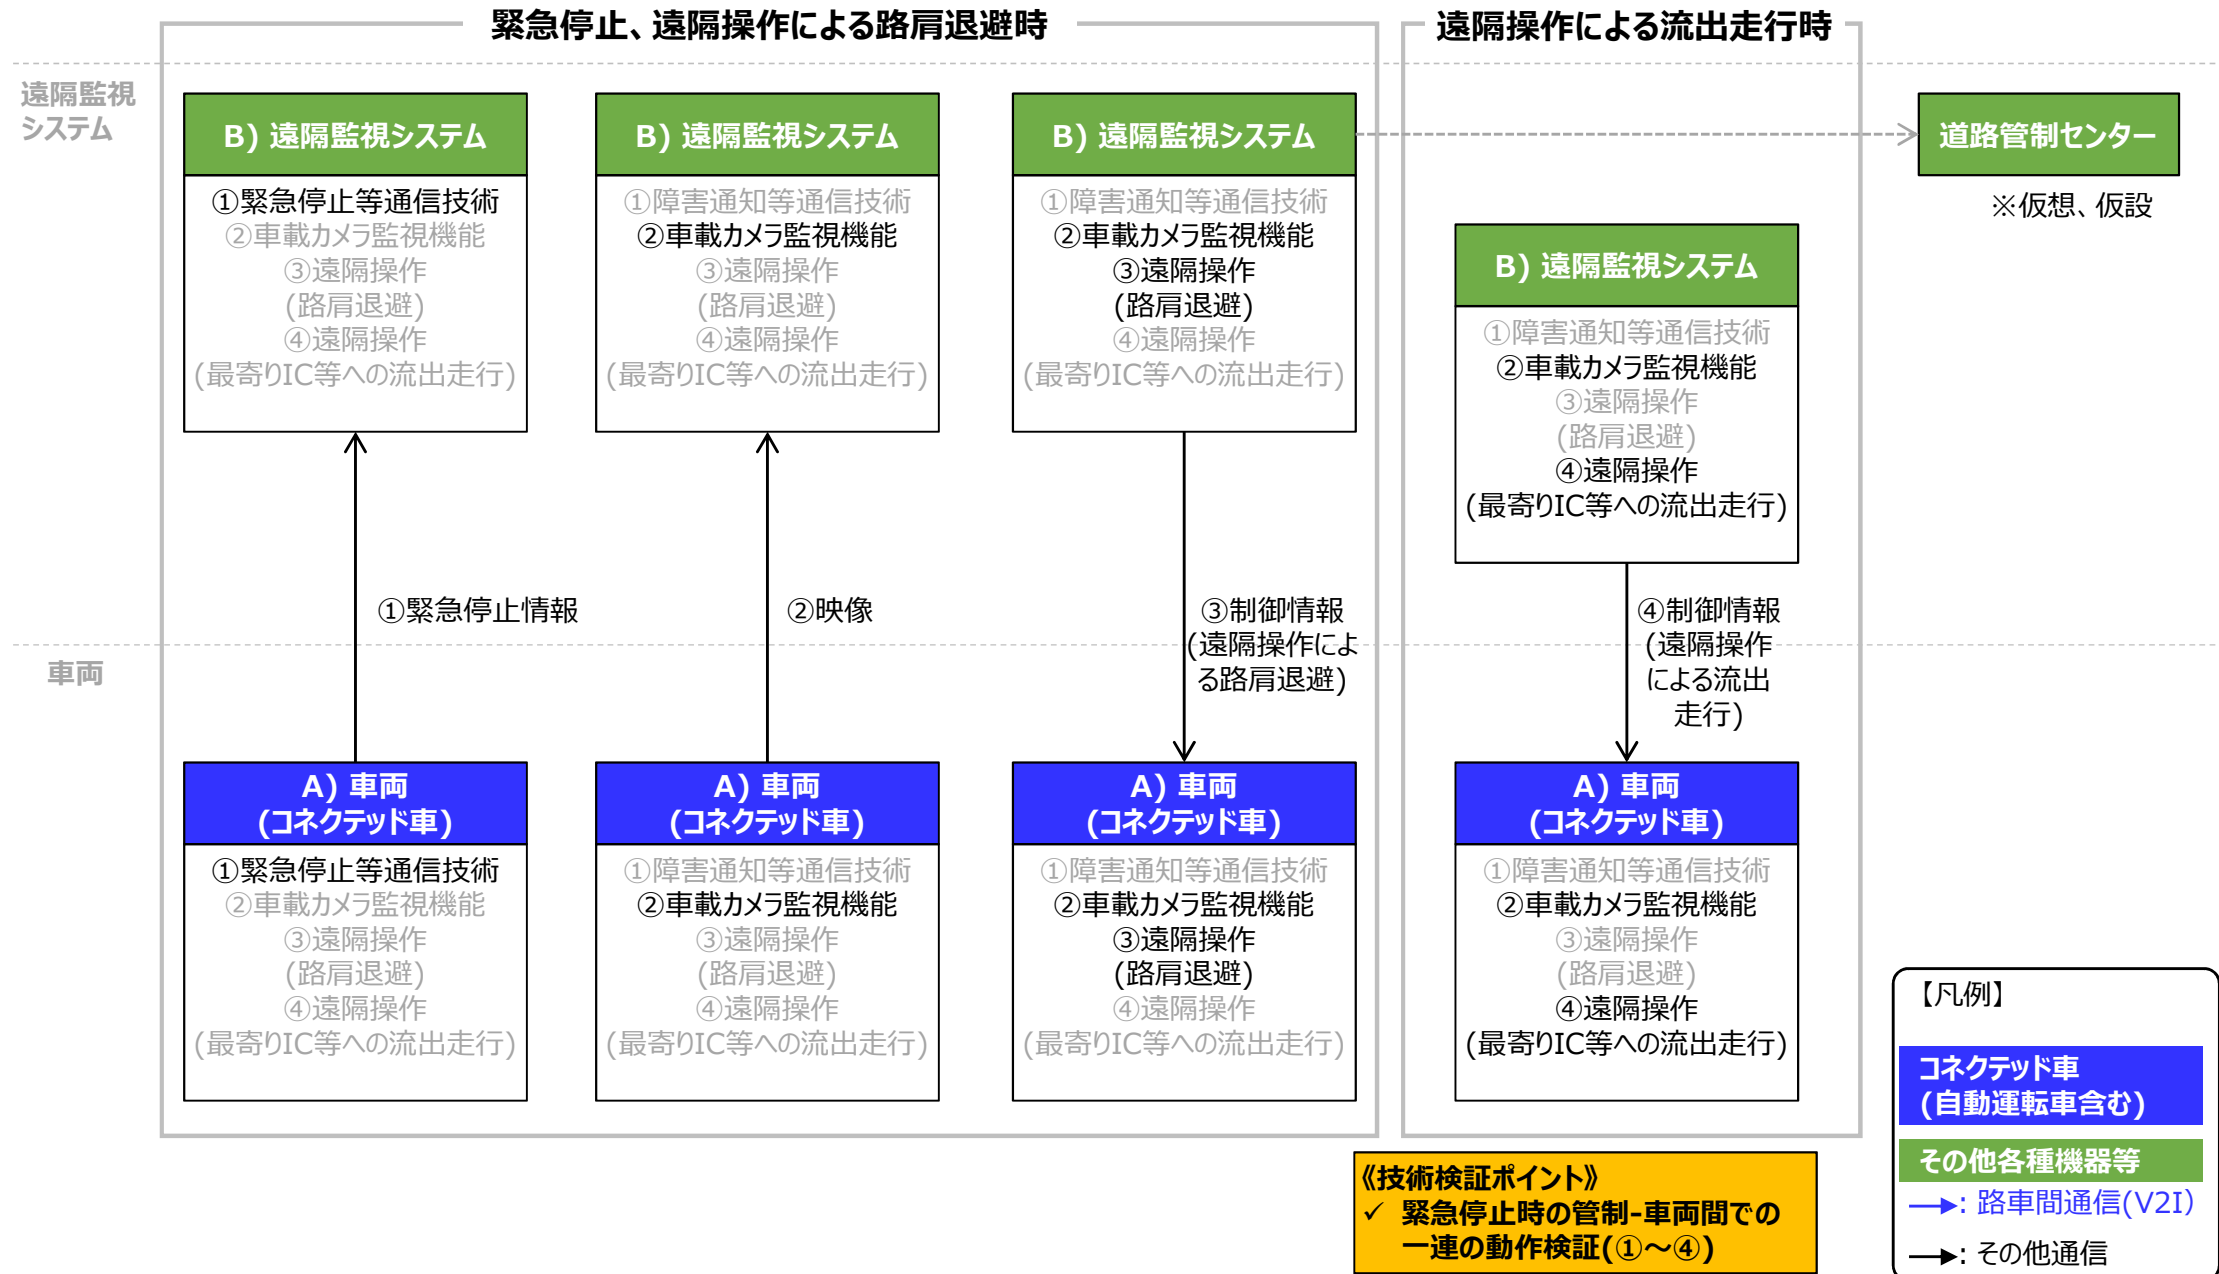 緊急停止、遠隔操作による路肩退避時
遠隔操作による流出走行時
遠隔監視
システム
B) 遠隔監視システム
①緊急停止等通信技術
②車載カメラ監視機能
③遠隔操作
(路肩退避)
④遠隔操作
(最寄りIC等への流出走行)
B) 遠隔監視システム
①障害通知等通信技術
②車載カメラ監視機能
③遠隔操作
(路肩退避)
④遠隔操作
(最寄りIC等への流出走行)
B) 遠隔監視システム
①障害通知等通信技術
②車載カメラ監視機能
③遠隔操作
(路肩退避)
④遠隔操作
(最寄りIC等への流出走行)
B) 遠隔監視システム
①障害通知等通信技術
②車載カメラ監視機能
③遠隔操作
(路肩退避)
④遠隔操作
(最寄りIC等への流出走行)
道路管制センター
※仮想、仮設
①緊急停止情報
②映像
③制御情報
(遠隔操作によ
る路肩退避)
④制御情報
(遠隔操作
による流出
走行)
車両
A) 車両
(コネクテッド車)
①緊急停止等通信技術
②車載カメラ監視機能
③遠隔操作
(路肩退避)
④遠隔操作
(最寄りIC等への流出走行)
A) 車両
(コネクテッド車)
①障害通知等通信技術
②車載カメラ監視機能
③遠隔操作
(路肩退避)
④遠隔操作
(最寄りIC等への流出走行)
A) 車両
(コネクテッド車)
①障害通知等通信技術
②車載カメラ監視機能
③遠隔操作
(路肩退避)
④遠隔操作
(最寄りIC等への流出走行)
A) 車両
(コネクテッド車)
①障害通知等通信技術
②車載カメラ監視機能
③遠隔操作
(路肩退避)
④遠隔操作
(最寄りIC等への流出走行)
《技術検証ポイント》
✓ 緊急停止時の管制-車両間での
一連の動作検証(①～④)
【凡例】
コネクテッド車
(自動運転車含む)
その他各種機器等
: 路車間通信(V2I)
: その他通信